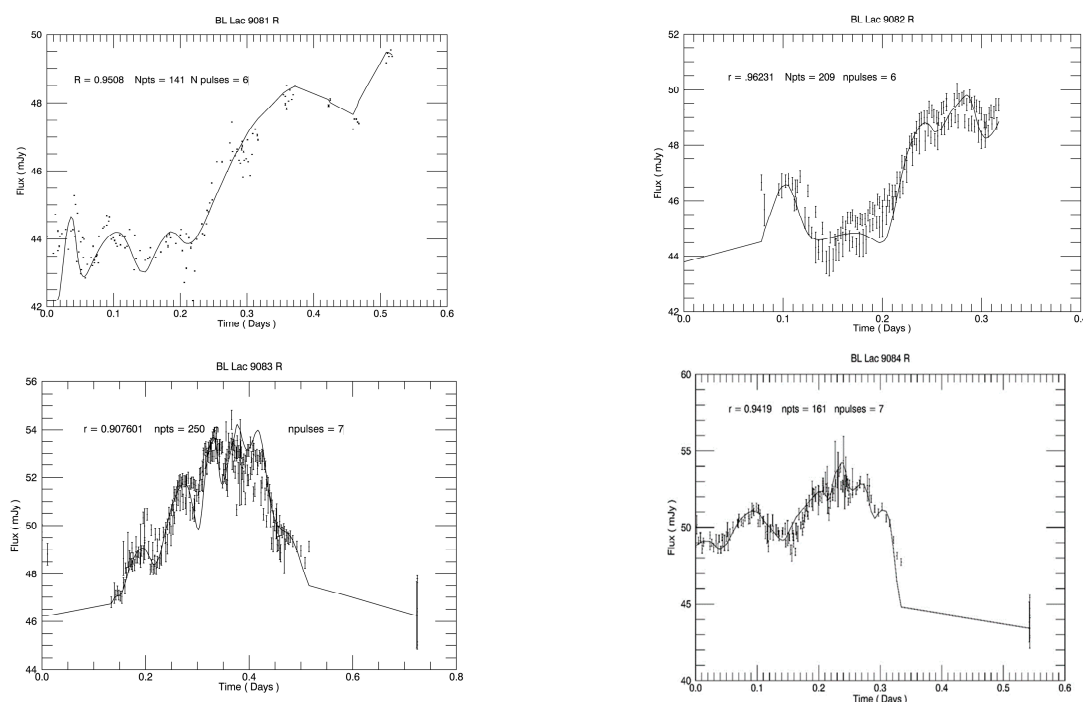 BL Lac 9081 R
R = 0.9508 Npts = 141 N pulses = 6
Flux ( mJy)
50
48
46
44
42
0.0 0.1 0.2 0.3 0.4 0.5 0.6
Time ( Days )
BL Lac 9082 R
r = .96231 Npts = 209 npulses = 6
Flux ( mJy)
52
50
48
46
44
42
0.0 0.1 0.2 0.3
Time ( Days )
BL Lac 9083 R
r = 0.907601 npts = 250 npulses = 7
Flux ( mJy)
56
54
52
50
48
46
44
0.0 0.2 0.4 0.6 0.8
Time ( Days )
BL Lac 9084 R
r = 0.9419 npts = 161 npulses = 7
Flux ( mJy )
60
55
50
45
40
0.0 0.1 0.2 0.3 0.4 0.5 0.6
Time ( Days )